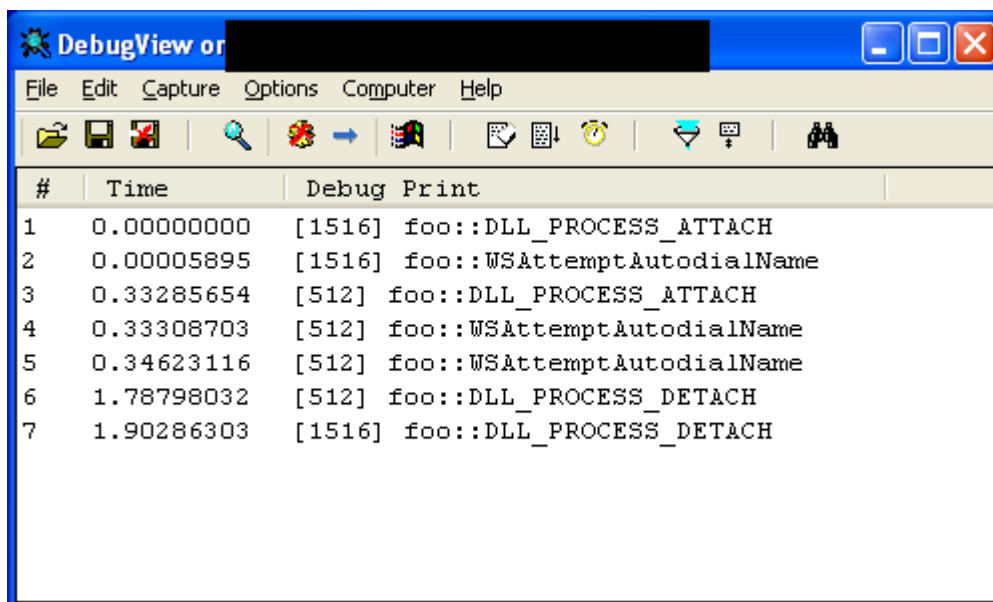 DebugView or
File Edit Capture Options Computer Help
# Time Debug Print
1 0.00000000 [1516] foo::DLL_PROCESS_ATTACH
2 0.00005895 [1516] foo::WSAttemptAutodialName
3 0.33285654 [512] foo::DLL_PROCESS_ATTACH
4 0.33308703 [512] foo::WSAttemptAutodialName
5 0.34623116 [512] foo::WSAttemptAutodialName
6 1.78798032 [512] foo::DLL_PROCESS_DETACH
7 1.90286303 [1516] foo::DLL_PROCESS_DETACH